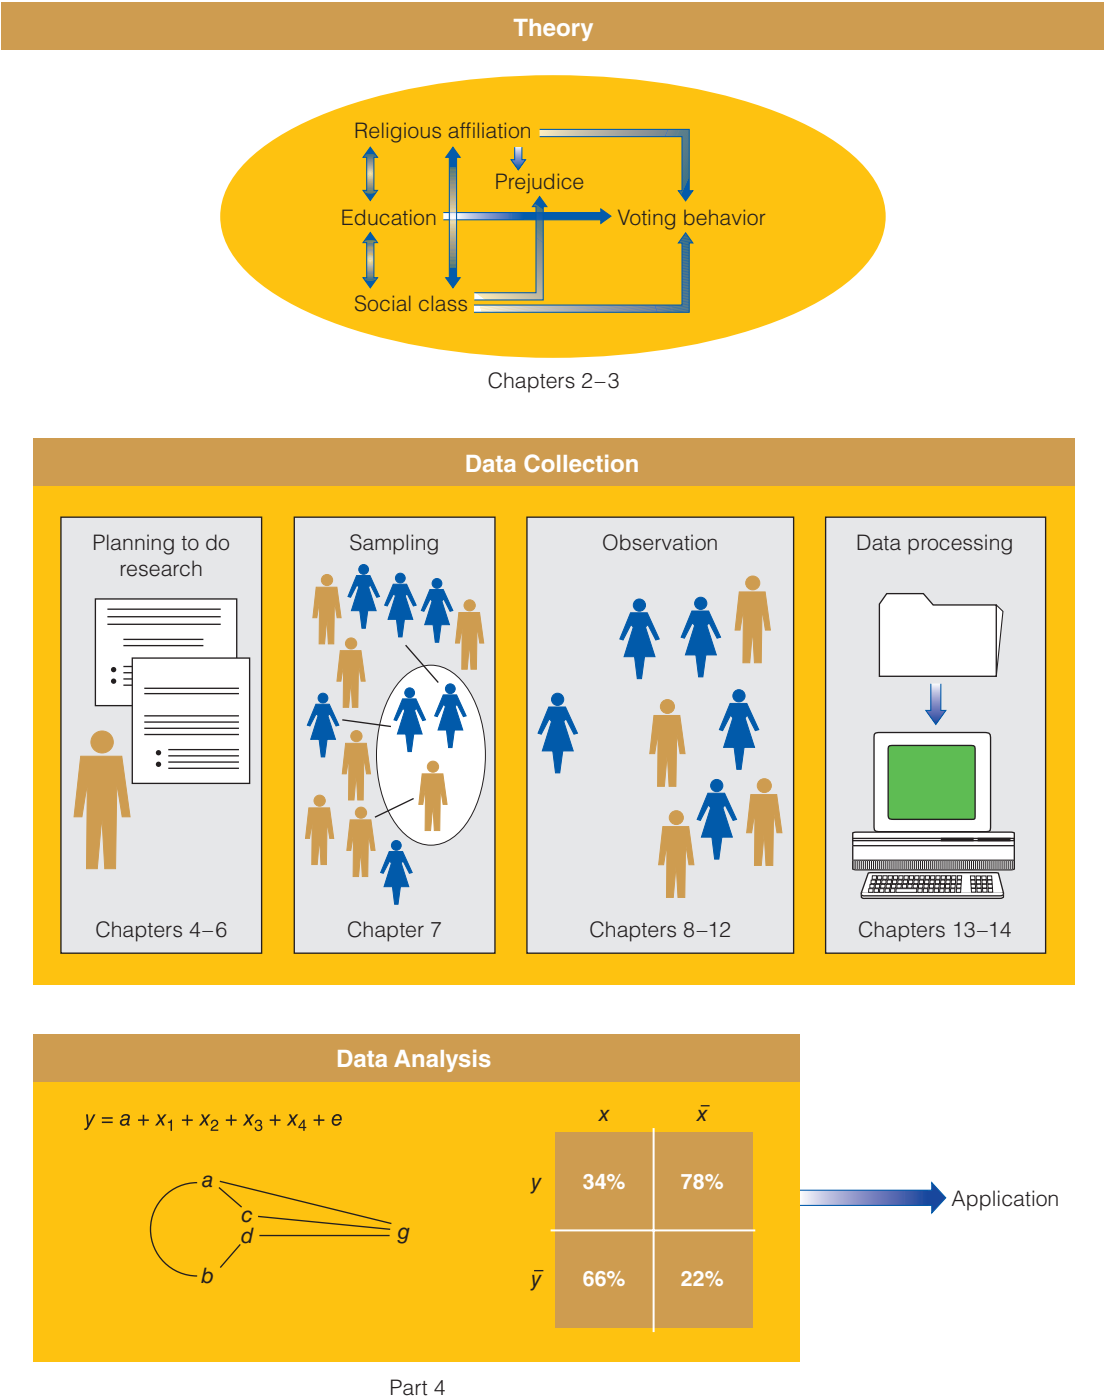 Theory
Religious affiliation
Prejudice
Education
Voting behavior
Social class
Chapters 2–3
Data Collection
Planning to do
research
Chapters 4–6
Sampling
Chapter 7
Observation
Chapters 8–12
Data processing
Chapters 13–14
Data Analysis
y = a + x₁ + x₂ + x₃ + x₄ + e
a
c
d
g
b
x x̄
y 34% 78%
ȳ 66% 22%
Application
Part 4